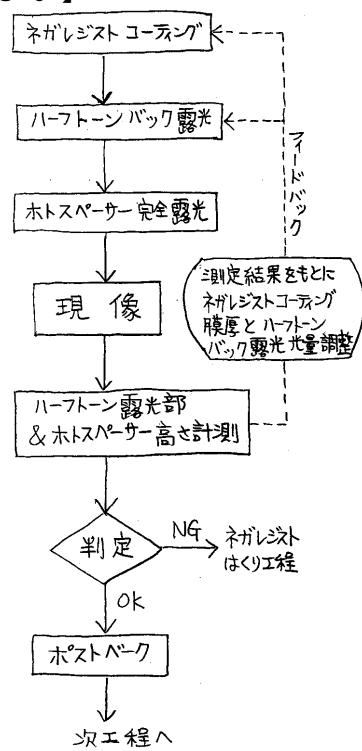 ネガレジスト コーティング
ハーフトーン バック 露光
ホトスペーサー 完全 露光
現 像
ハーフトーン 露光部
& ホトスペーサー 高さ 計測
フィードバック
測定結果をもとに
ネガレジストコーティング
膜厚とハーフトーン
バック露光 光量調整
判 定
NG
ネガレジスト
はくり工程
OK
ポストベーク
次工程へ